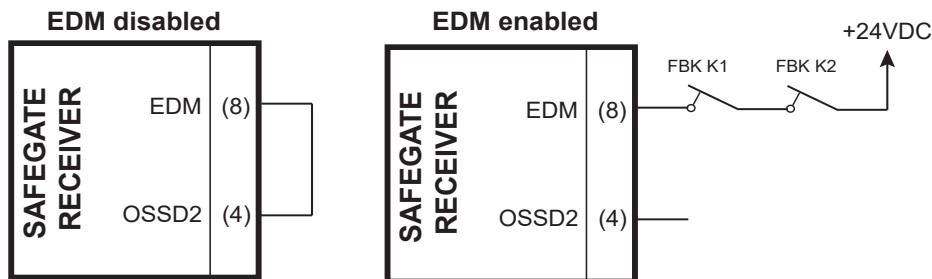 EDM disabled
SAFEGATE
RECEIVER
EDM (8)
OSSD2 (4)
EDM enabled
SAFEGATE
RECEIVER
EDM (8)
OSSD2 (4)
FBK K1
FBK K2
+24VDC